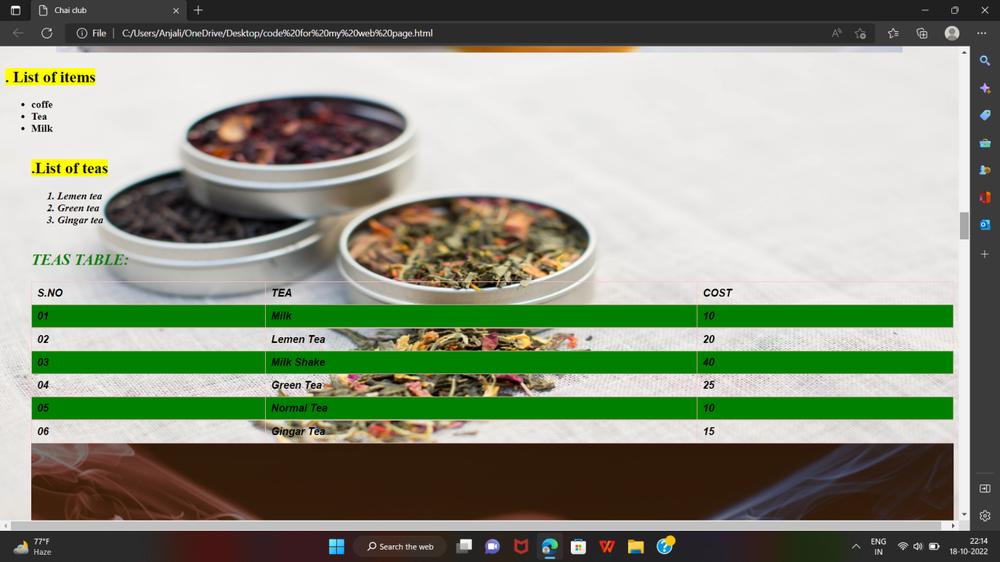 Chai club
File
C:/Users/Anjali/OneDrive/Desktop/code%20for%20my%20web%20page.html
. List of items
• coffe
• Tea
• Milk
.List of teas
1. Lemen tea
2. Green tea
3. Gingar tea
TEAS TABLE:
S.NO TEA COST
01 Milk 10
02 Lemen Tea 20
03 Milk Shake 40
04 Green Tea 25
05 Normal Tea 10
06 Gingar Tea 15
77°F
Haze
Search the web
ENG
IN
22:14
18-10-2022